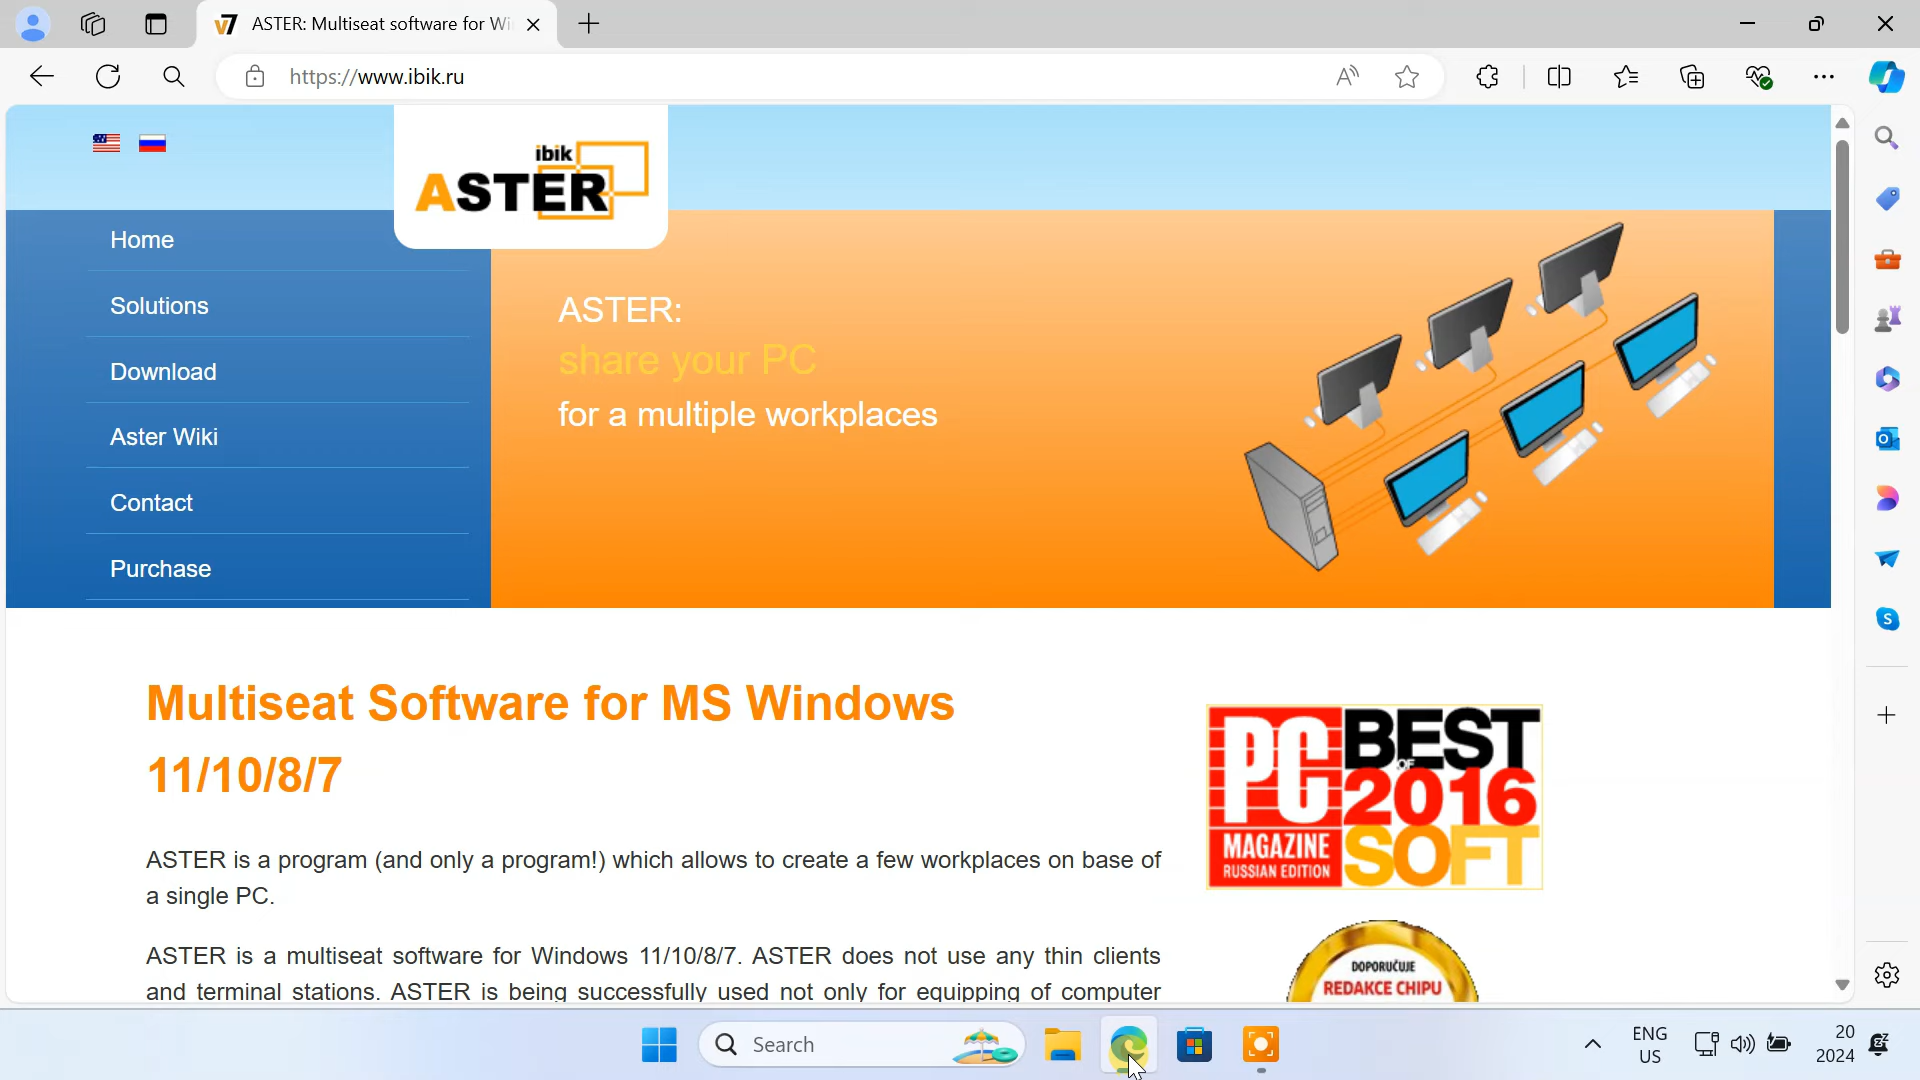 ASTER: Multiseat software for Wi
https://www.ibik.ru
ibik
ASTER
Home
Solutions
Download
Aster Wiki
Contact
Purchase
ASTER:
share your PC
for a multiple workplaces
Multiseat Software for MS Windows
11/10/8/7
ASTER is a program (and only a program!) which allows to create a few workplaces on base of
a single PC.
ASTER is a multiseat software for Windows 11/10/8/7. ASTER does not use any thin clients
and terminal stations. ASTER is being successfully used not only for equipping of computer
PC
MAGAZINE
RUSSIAN EDITION
BEST
OF
2016
SOFT
DOPORUČUJE
REDAKCE CHIPU
Search
ENG
US
20
2024